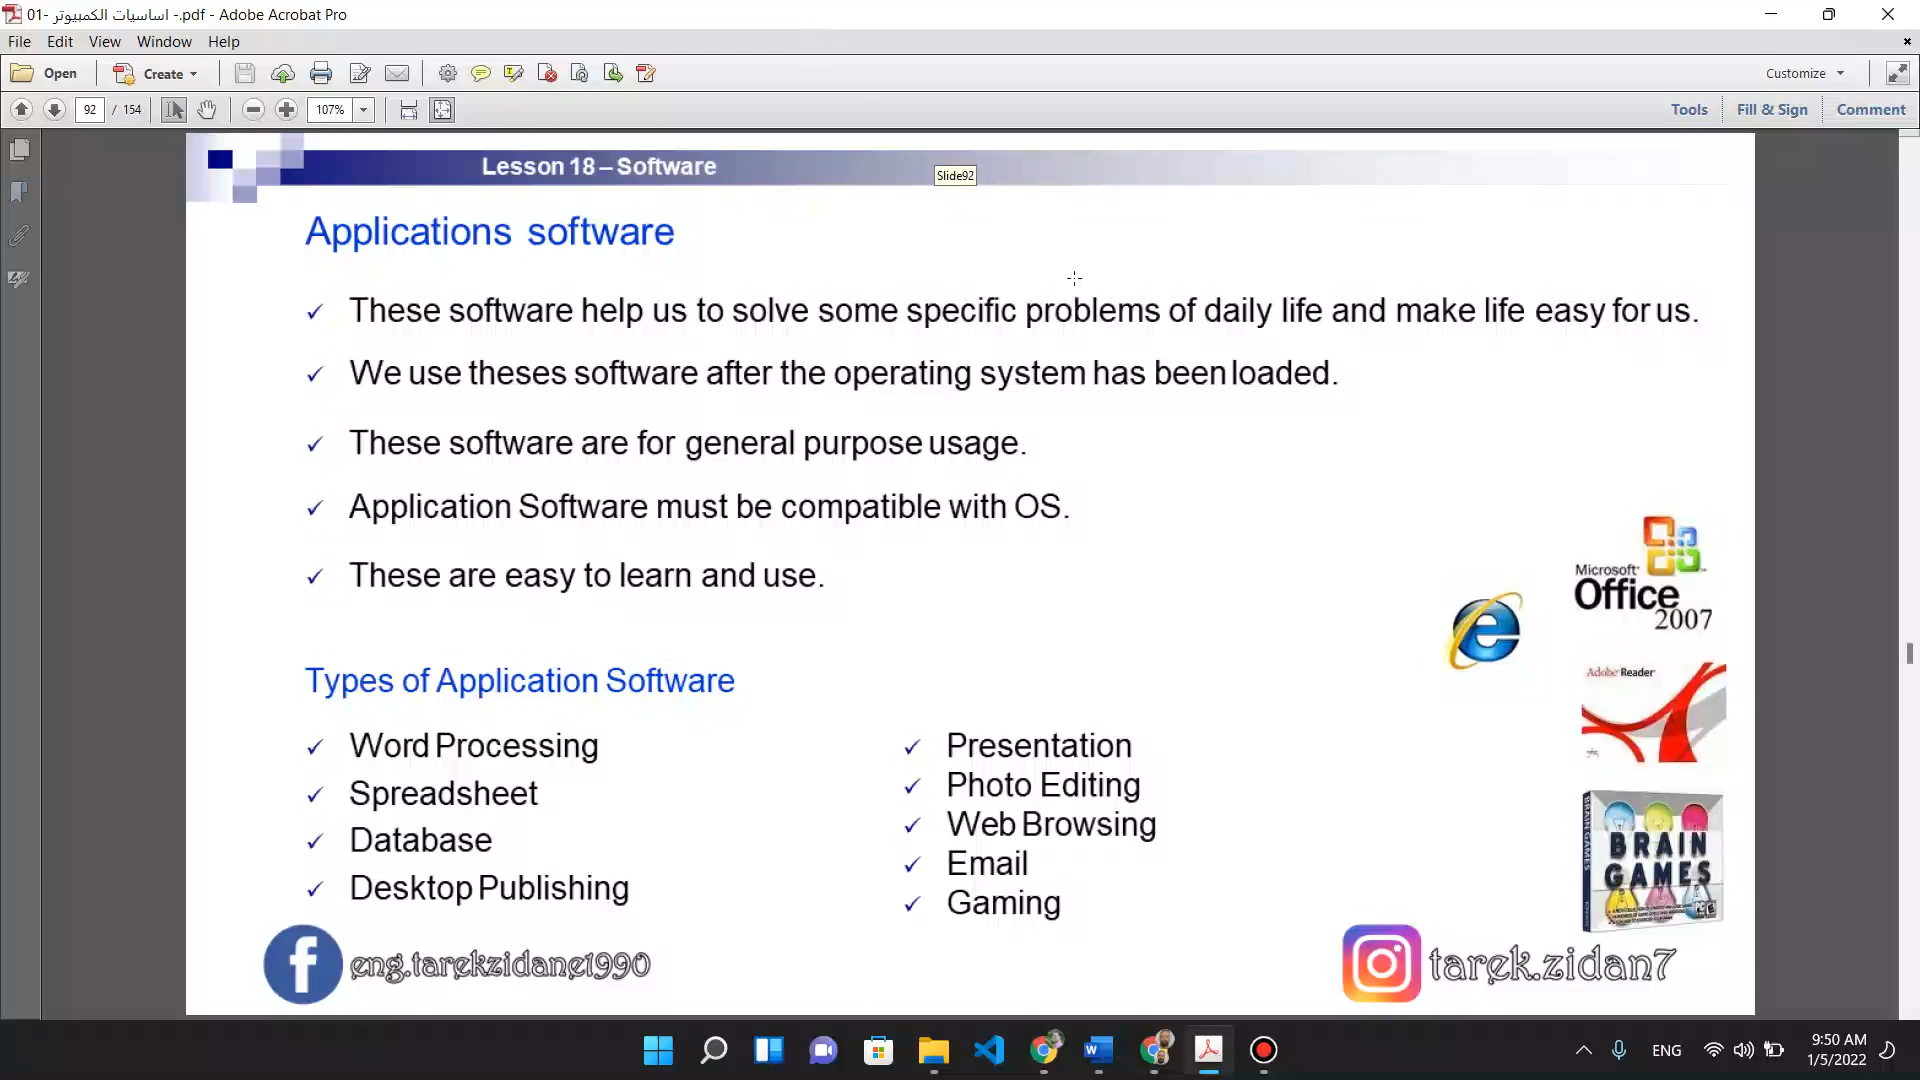 01- اساسيات الكمبيوتر -.pdf - Adobe Acrobat Pro
File Edit View Window Help
Open Create Customize
92 / 154 107% Tools Fill & Sign Comment
Lesson 18 – Software
Slide92
Applications software
✓ These software help us to solve some specific problems of daily life and make life easy for us.
✓ We use theses software after the operating system has been loaded.
✓ These software are for general purpose usage.
✓ Application Software must be compatible with OS.
✓ These are easy to learn and use.
Microsoft
Office
2007
Adobe Reader
Types of Application Software
✓ Word Processing
✓ Spreadsheet
✓ Database
✓ Desktop Publishing
✓ Presentation
✓ Photo Editing
✓ Web Browsing
✓ Email
✓ Gaming
BRAIN
GAMES
eng.tarekzidane1990
tarek.zidan7
ENG
9:50 AM
1/5/2022